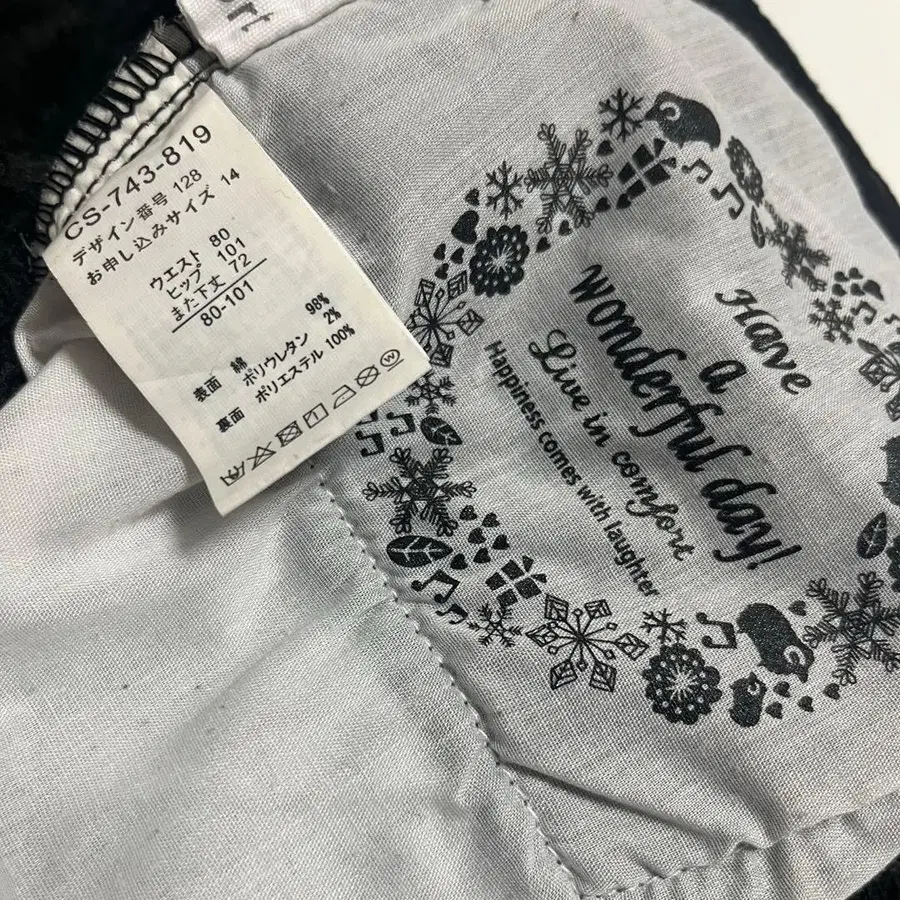 ort
CS-743-819
デザイン番号 128
お申し込みサイズ 14
ウエスト 80
ヒップ 101
また下丈 72
80-101
表面 綿 98%
ポリウレタン 2%
裏面 ポリエステル 100%
Have
a
wonderful day!
Live in comfort
Happiness comes with laughter